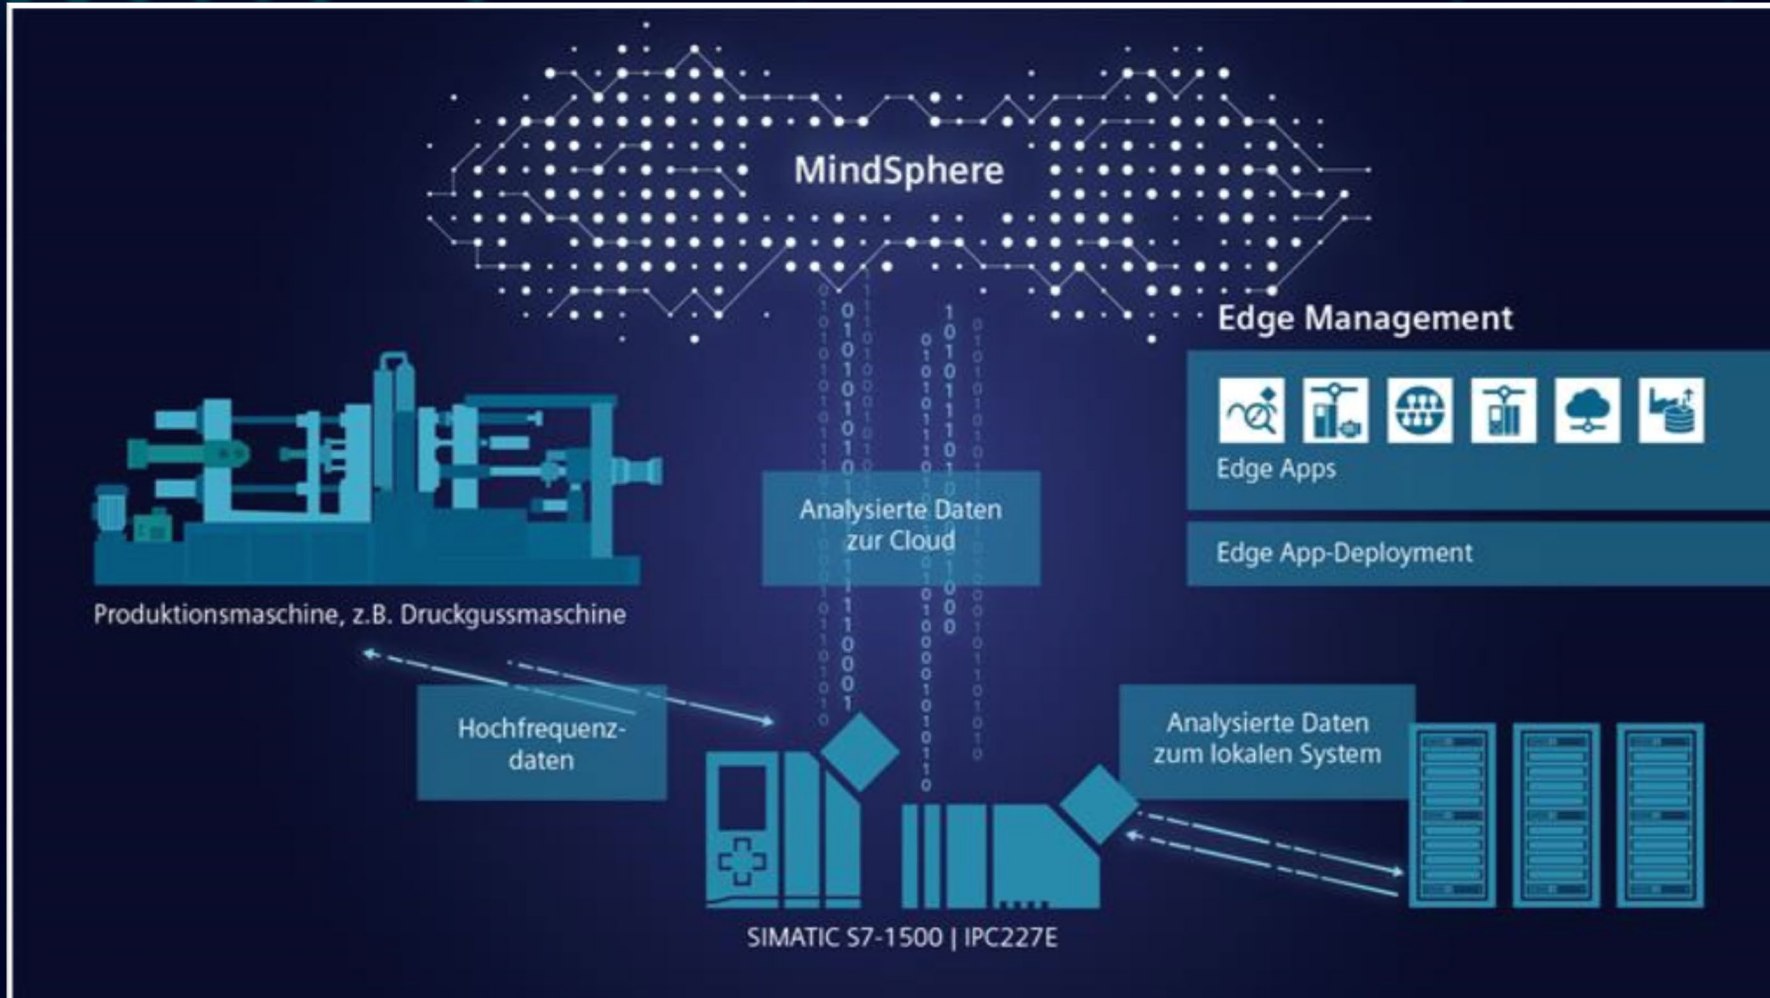 MindSphere
Edge Management
Edge Apps
Analysierte Daten
zur Cloud
Edge App-Deployment
Produktionsmaschine, z.B. Druckgussmaschine
Hochfrequenz-
daten
Analysierte Daten
zum lokalen System
SIMATIC S7-1500 | IPC227E